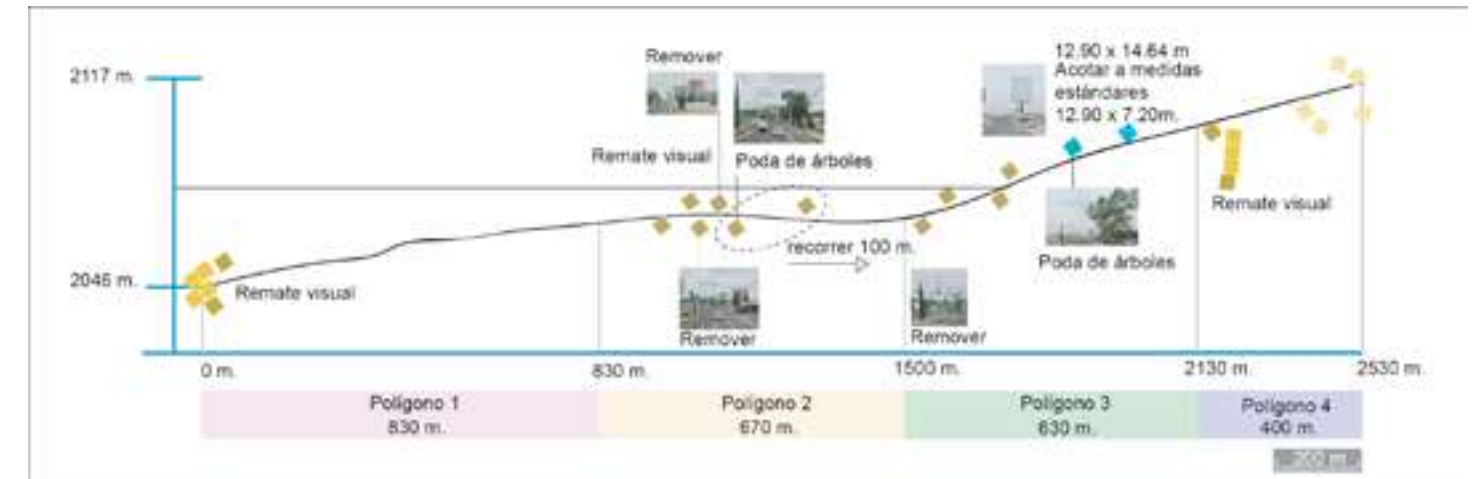 2117 m.
Remover
12.90 x 14.64 m
Acotar a medidas
estándares
12.90 x 7.20m.
Remate visual
Poda de árboles
Remate visual
recorrer 100 m.
Poda de árboles
2046 m.
Remate visual
Remover
Remover
0 m.
830 m.
1500 m.
2130 m.
2530 m.
Polígono 1
830 m.
Polígono 2
670 m.
Polígono 3
630 m.
Polígono 4
400 m.
200 m.